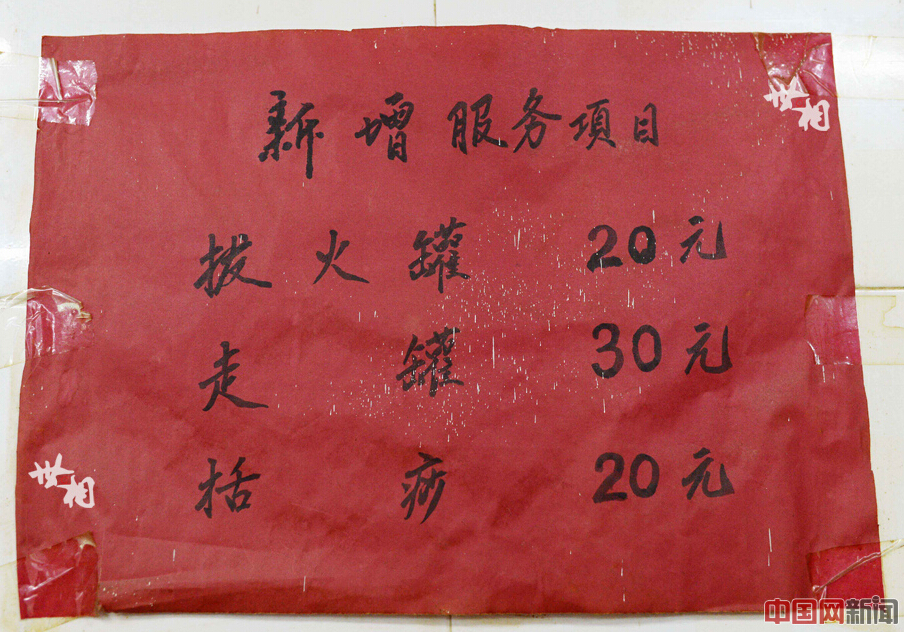 新增服务項目
拔火罐 20元
走罐 30元
括痧 20元
世相
世相
中国网新闻